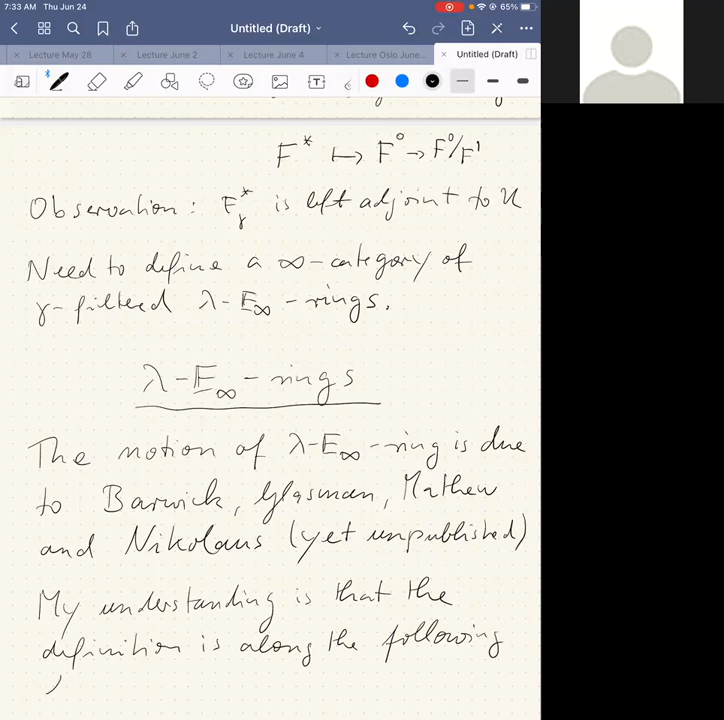 7:33 AM Thu Jun 24
65%
Untitled (Draft)
Lecture May 28
Lecture June 2
Lecture June 4
Lecture Oslo June...
Untitled (Draft)
F* ↦ F⁰ → F⁰/F¹
Observation: F*_γ is left adjoint to U
Need to define a ∞-category of
γ-filtered λ-E∞-rings.
λ-𝔼∞-rings
The notion of λ-𝔼∞-ring is due
to Barwick, Glasman, Mathew
and Nikolaus (yet unpublished)
My understanding is that the
definition is along the following